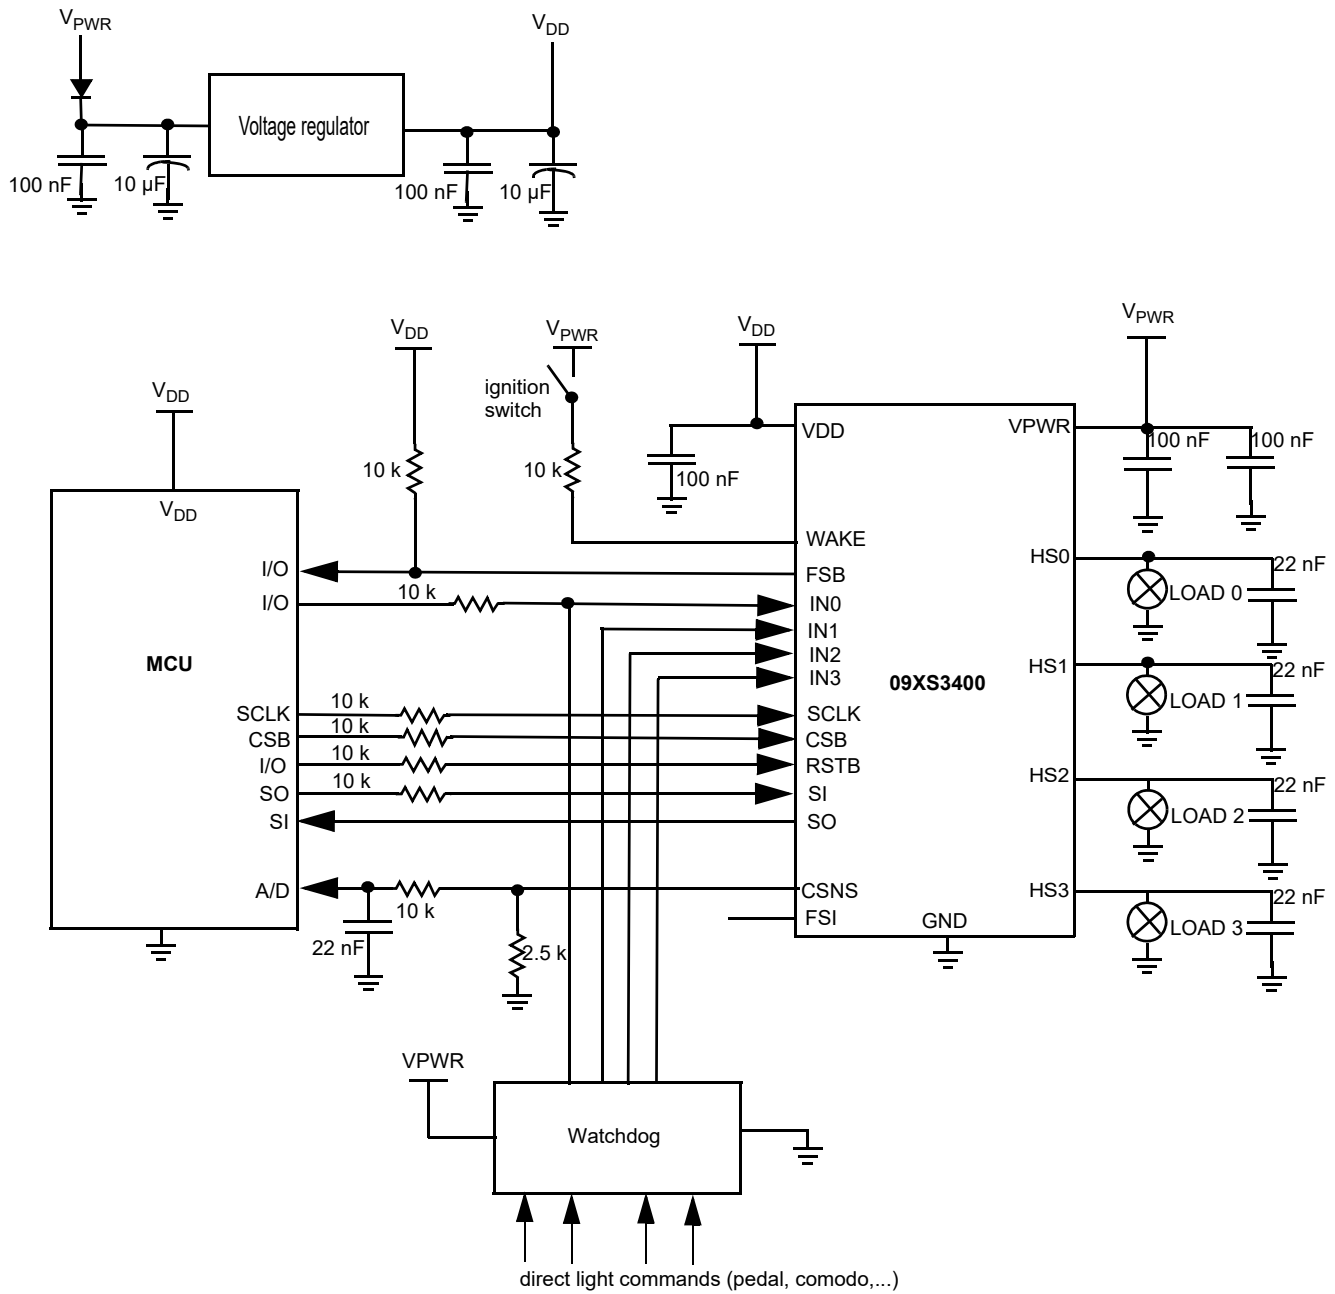 VPWR
VDD
Voltage regulator
100 nF
10 µF
100 nF
10 µF
VDD
VPWR
VDD
VPWR
VDD
ignition
switch
10 k
10 k
100 nF
VDD
VPWR
100 nF
100 nF
VDD
WAKE
FSB
IN0
IN1
IN2
IN3
SCLK
CSB
RSTB
SI
SO
CSNS
FSI
GND
09XS3400
HS0
HS1
HS2
HS3
22 nF
LOAD 0
22 nF
LOAD 1
22 nF
LOAD 2
22 nF
LOAD 3
I/O
I/O
MCU
SCLK
CSB
I/O
SO
SI
A/D
10 k
10 k
10 k
10 k
10 k
10 k
22 nF
2.5 k
VPWR
Watchdog
direct light commands (pedal, comodo,...)